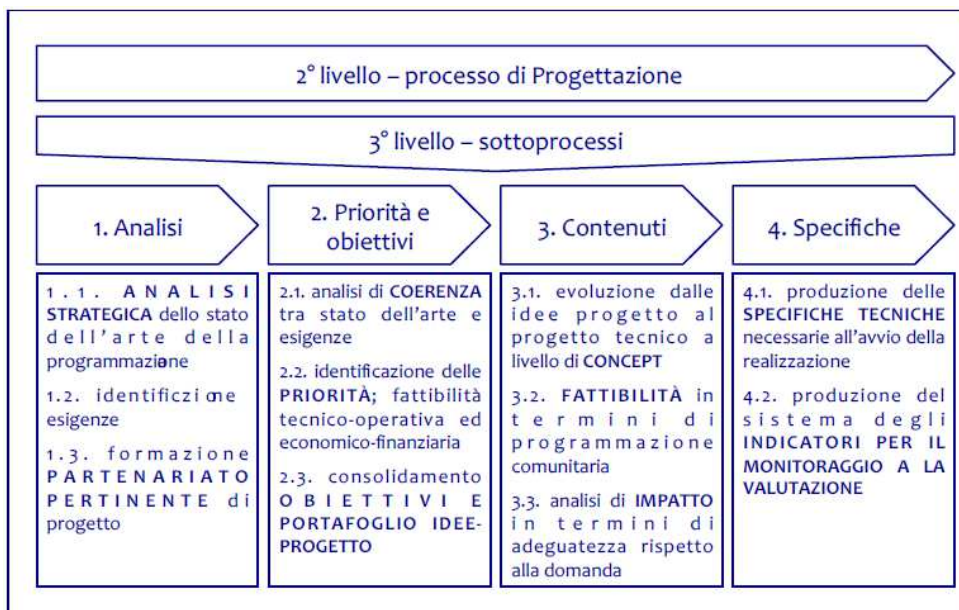 2° livello – processo di Progettazione
3° livello – sottoprocessi
1. Analisi
2. Priorità e
obiettivi
3. Contenuti
4. Specifiche
1.1. ANALISI
STRATEGICA dello stato
dell'arte della
programmazione
1.2. identificzione
esigenze
1.3. formazione
PARTENARIATO
PERTINENTE di
progetto
2.1. analisi di COERENZA
tra stato dell'arte e
esigenze
2.2. identificazione delle
PRIORITÀ; fattibilità
tecnico-operativa ed
economico-finanziaria
2.3. consolidamento
OBIETTIVI E
PORTAFOGLIO IDEE-
PROGETTO
3.1. evoluzione dalle
idee progetto al
progetto tecnico a
livello di CONCEPT
3.2. FATTIBILITÀ in
termini di
programmazione
comunitaria
3.3. analisi di IMPATTO
in termini di
adeguatezza rispetto
alla domanda
4.1. produzione delle
SPECIFICHE TECNICHE
necessarie all'avvio della
realizzazione
4.2. produzione del
sistema degli
INDICATORI PER IL
MONITORAGGIO A LA
VALUTAZIONE